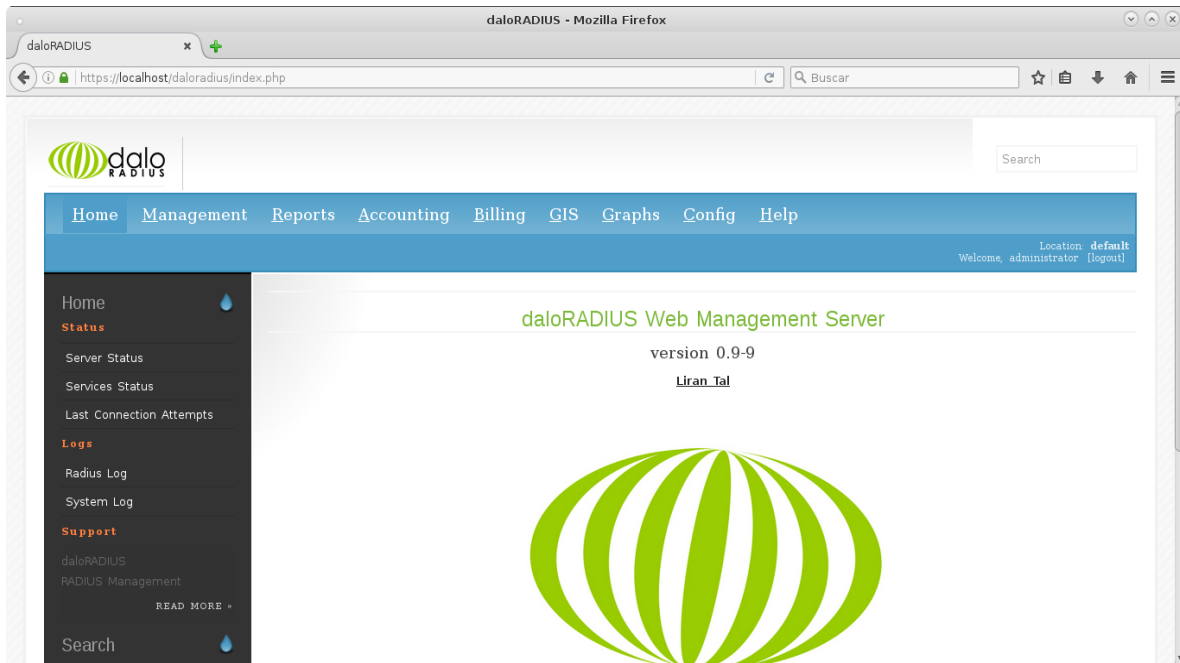 daloRADIUS - Mozilla Firefox
daloRADIUS
https://localhost/daloradius/index.php
Buscar
dalo
RADIUS
Search
Home Management Reports Accounting Billing GIS Graphs Config Help
Location: default
Welcome, administrator [logout]
Home
Status
Server Status
Services Status
Last Connection Attempts
Logs
Radius Log
System Log
Support
daloRADIUS
RADIUS Management
READ MORE »
Search
daloRADIUS Web Management Server
version 0.9-9
Liran Tal